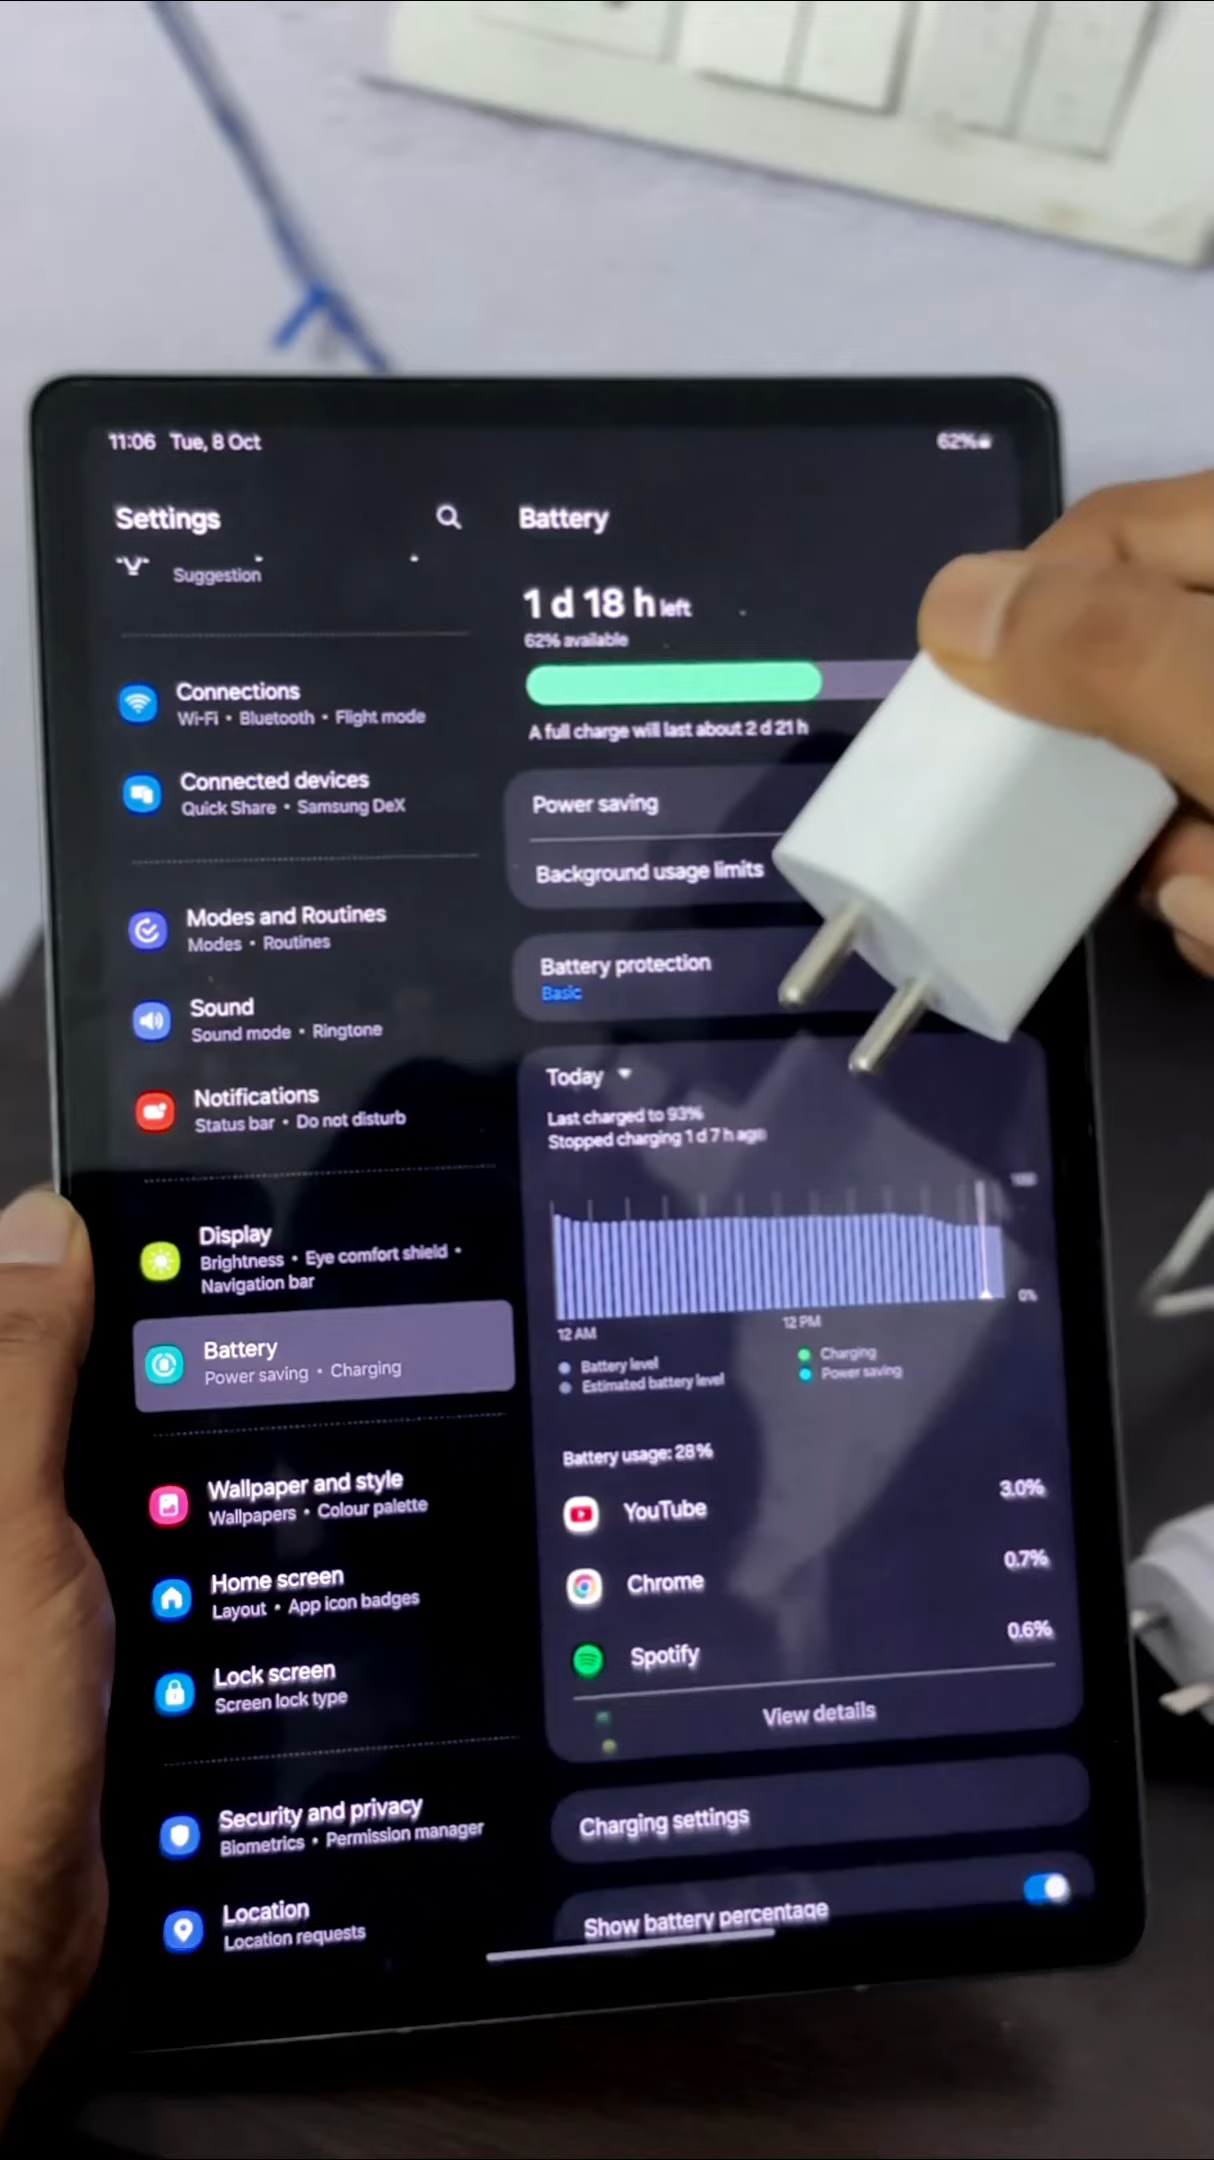 11:06 Tue, 8 Oct
62%
Settings
Suggestion
Connections
Wi-Fi • Bluetooth • Flight mode
Connected devices
Quick Share • Samsung DeX
Modes and Routines
Modes • Routines
Sound
Sound mode • Ringtone
Notifications
Status bar • Do not disturb
Display
Brightness • Eye comfort shield •
Navigation bar
Battery
Power saving • Charging
Wallpaper and style
Wallpapers • Colour palette
Home screen
Layout • App icon badges
Lock screen
Screen lock type
Security and privacy
Biometrics • Permission manager
Location
Location requests
Battery
1 d 18 h left
62% available
A full charge will last about 2 d 21 h
Power saving
Background usage limits
Battery protection
Basic
Today
Last charged to 93%
Stopped charging 1 d 7 h ago
100
0%
12 AM
12 PM
Battery level
Charging
Estimated battery level
Power saving
Battery usage: 28%
YouTube
3.0%
Chrome
0.7%
Spotify
0.6%
View details
Charging settings
Show battery percentage